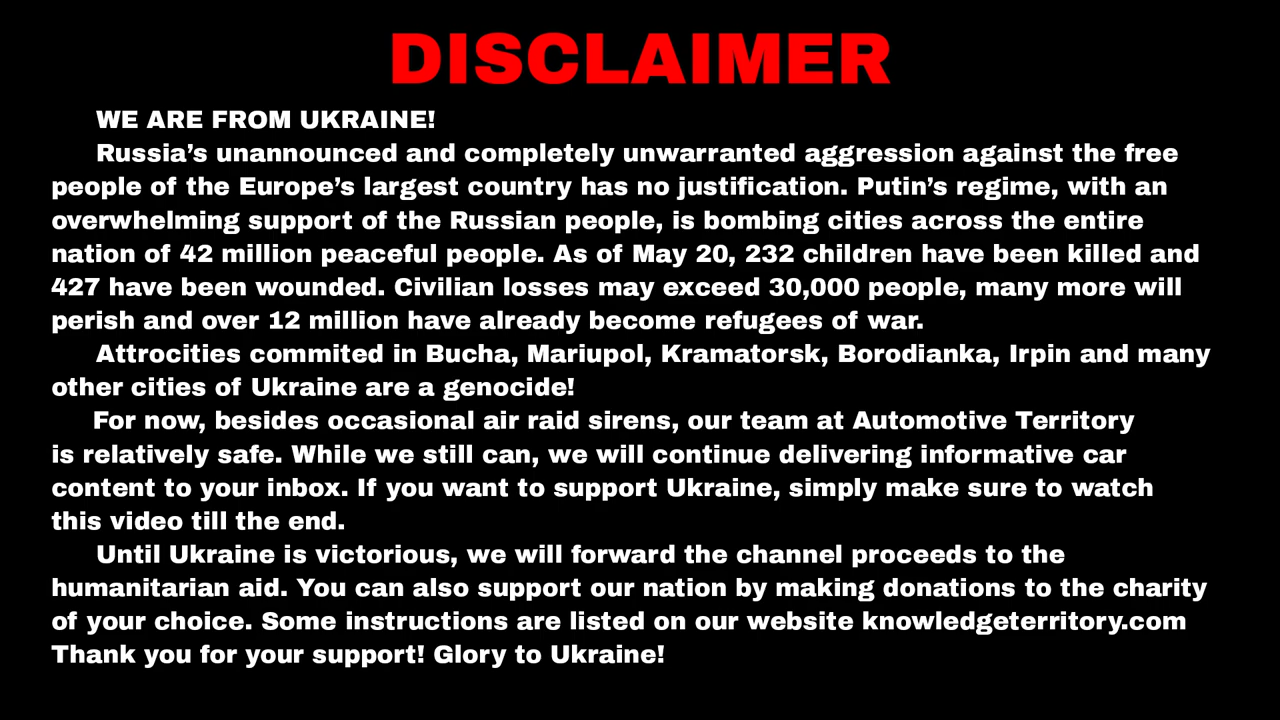 DISCLAIMER
WE ARE FROM UKRAINE!
Russia’s unannounced and completely unwarranted aggression against the free
people of the Europe’s largest country has no justification. Putin’s regime, with an
overwhelming support of the Russian people, is bombing cities across the entire
nation of 42 million peaceful people. As of May 20, 232 children have been killed and
427 have been wounded. Civilian losses may exceed 30,000 people, many more will
perish and over 12 million have already become refugees of war.
Attrocities commited in Bucha, Mariupol, Kramatorsk, Borodianka, Irpin and many
other cities of Ukraine are a genocide!
For now, besides occasional air raid sirens, our team at Automotive Territory
is relatively safe. While we still can, we will continue delivering informative car
content to your inbox. If you want to support Ukraine, simply make sure to watch
this video till the end.
Until Ukraine is victorious, we will forward the channel proceeds to the
humanitarian aid. You can also support our nation by making donations to the charity
of your choice. Some instructions are listed on our website knowledgeterritory.com
Thank you for your support! Glory to Ukraine!